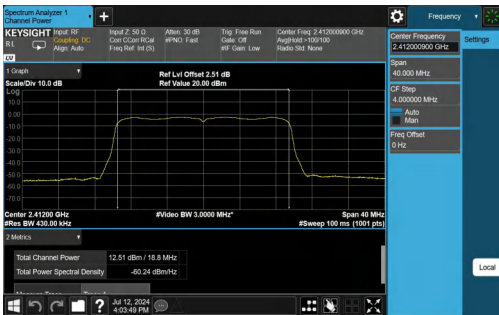 Spectrum Analyzer 1
Channel Power
Frequency
KEYSIGHT
Input: RF
Coupling: DC
Align: Auto
Input Z: 50 Ω
Corr CCorr RCal
Freq Ref: Int (S)
Atten: 30 dB
#PNO: Fast
Trig: Free Run
Gate: Off
#IF Gain: Low
Center Freq: 2.412000900 GHz
Avg|Hold:>100/100
Radio Std: None
RL
Center Frequency
2.412000900 GHz
Settings
Span
40.000 MHz
CF Step
4.000000 MHz
Auto
Man
Freq Offset
0 Hz
1 Graph
Scale/Div 10.0 dB
Ref Lvl Offset 2.51 dB
Ref Value 20.00 dBm
Log
10.0
0.00
-10.0
-20.0
-30.0
-40.0
-50.0
-60.0
-70.0
Center 2.41200 GHz
#Video BW 3.0000 MHz*
Span 40 MHz
#Res BW 430.00 kHz
#Sweep 100 ms (1001 pts)
2 Metrics
Total Channel Power 12.51 dBm / 18.8 MHz
Total Power Spectral Density -60.24 dBm/Hz
Local
?
Jul 12, 2024
4:03:49 PM